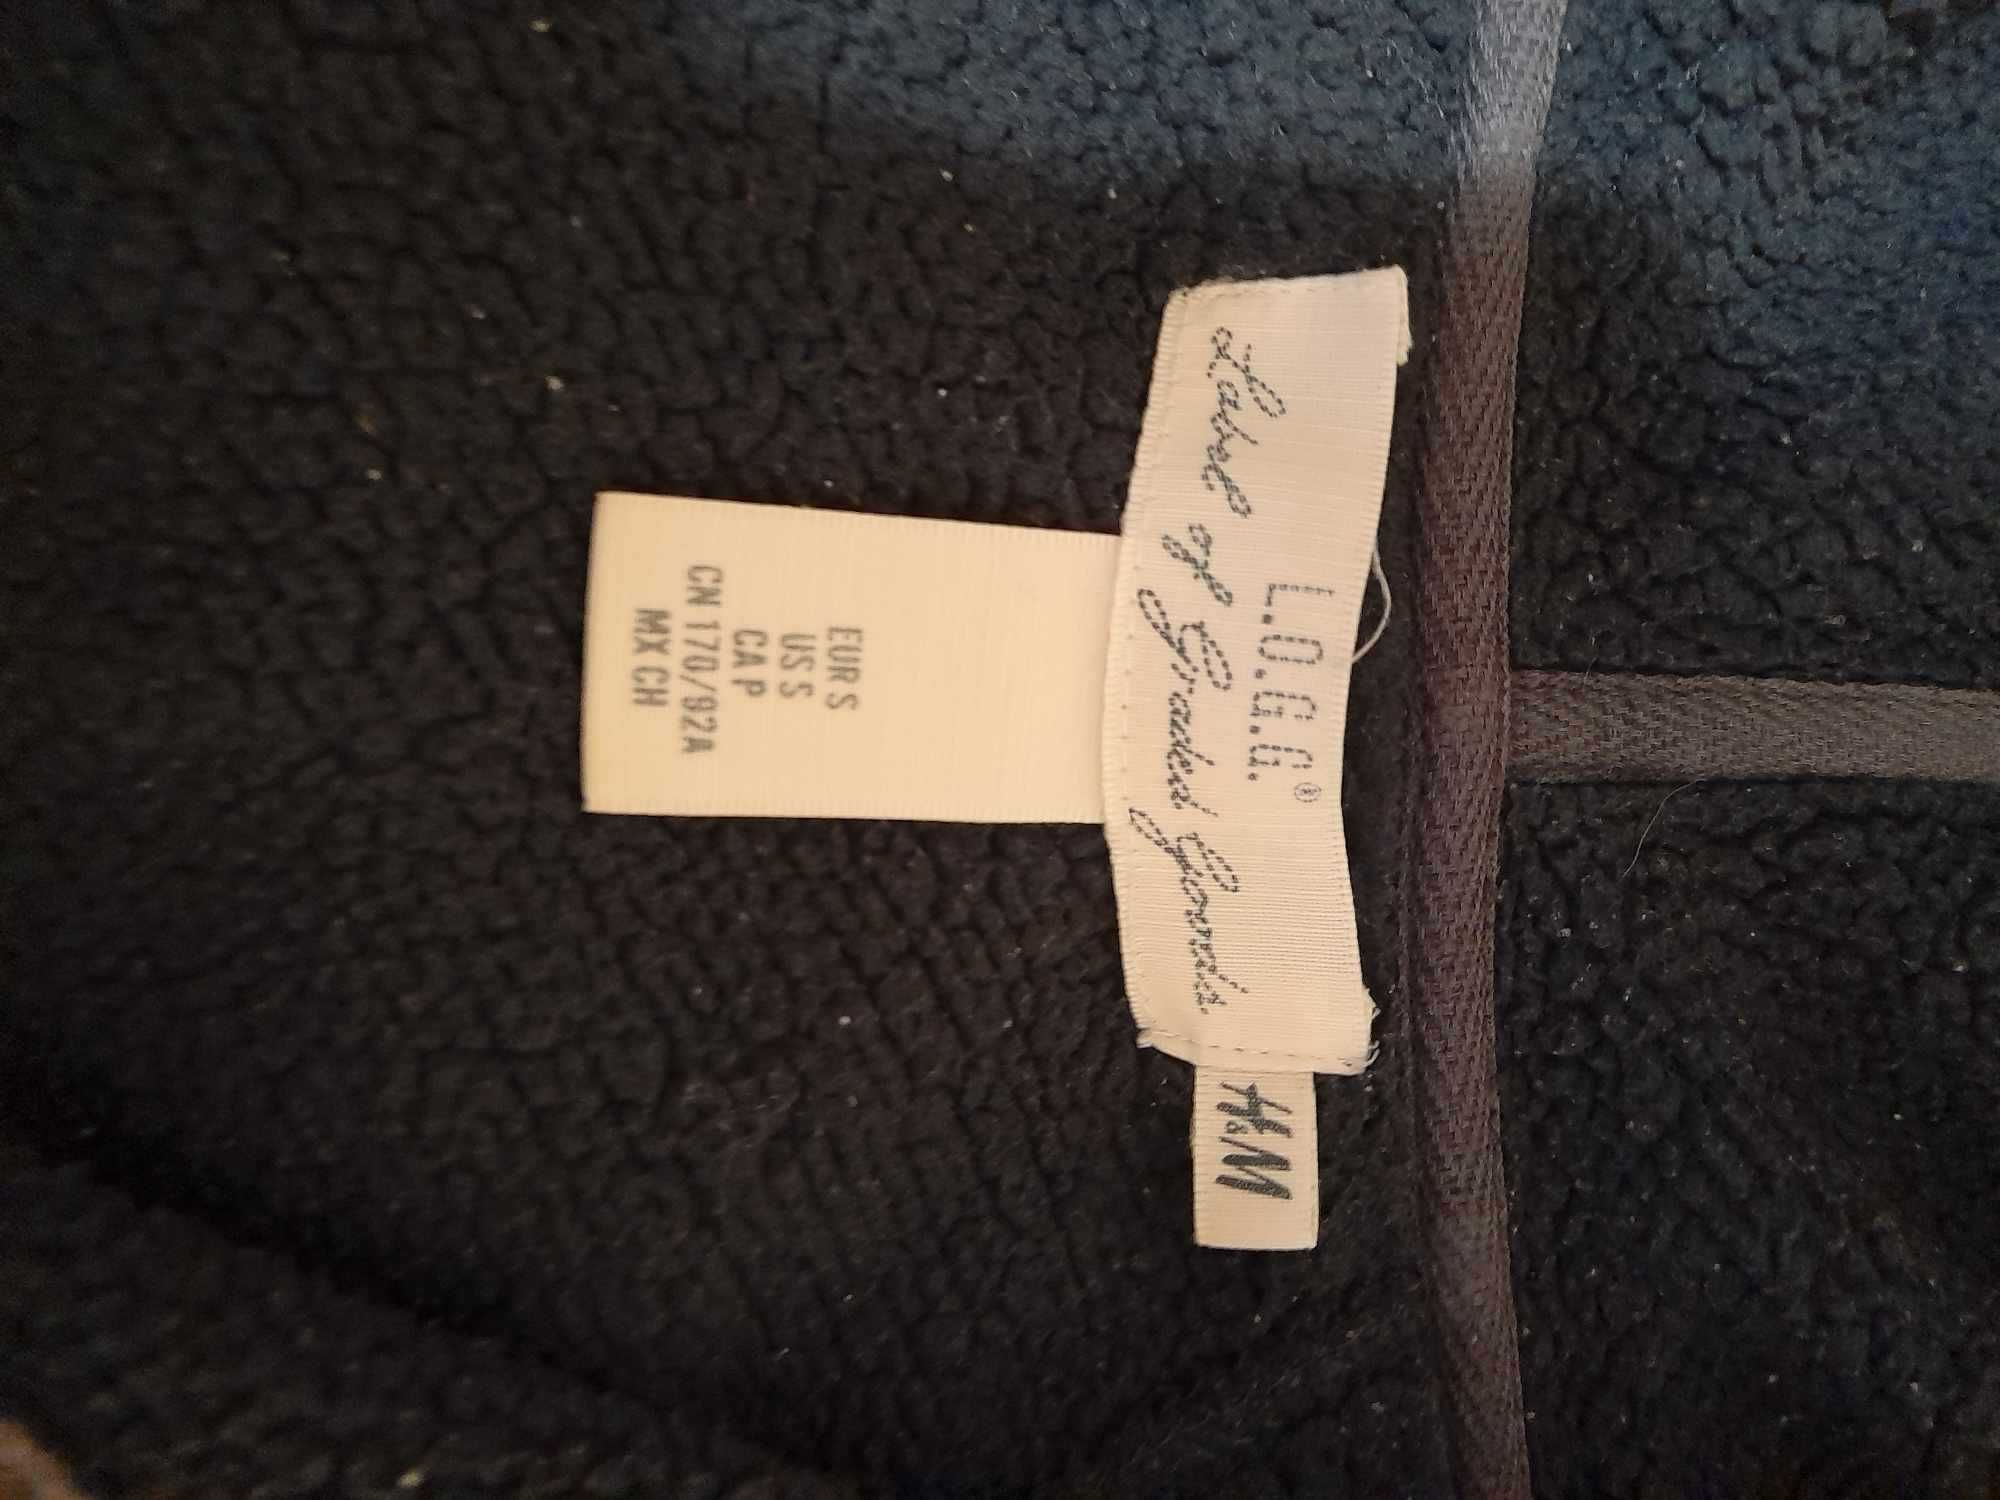 L.O.G.G.®
Label of Graded Goods.
H&M
EUR S
US S
CA P
CN 170/92A
MX CH